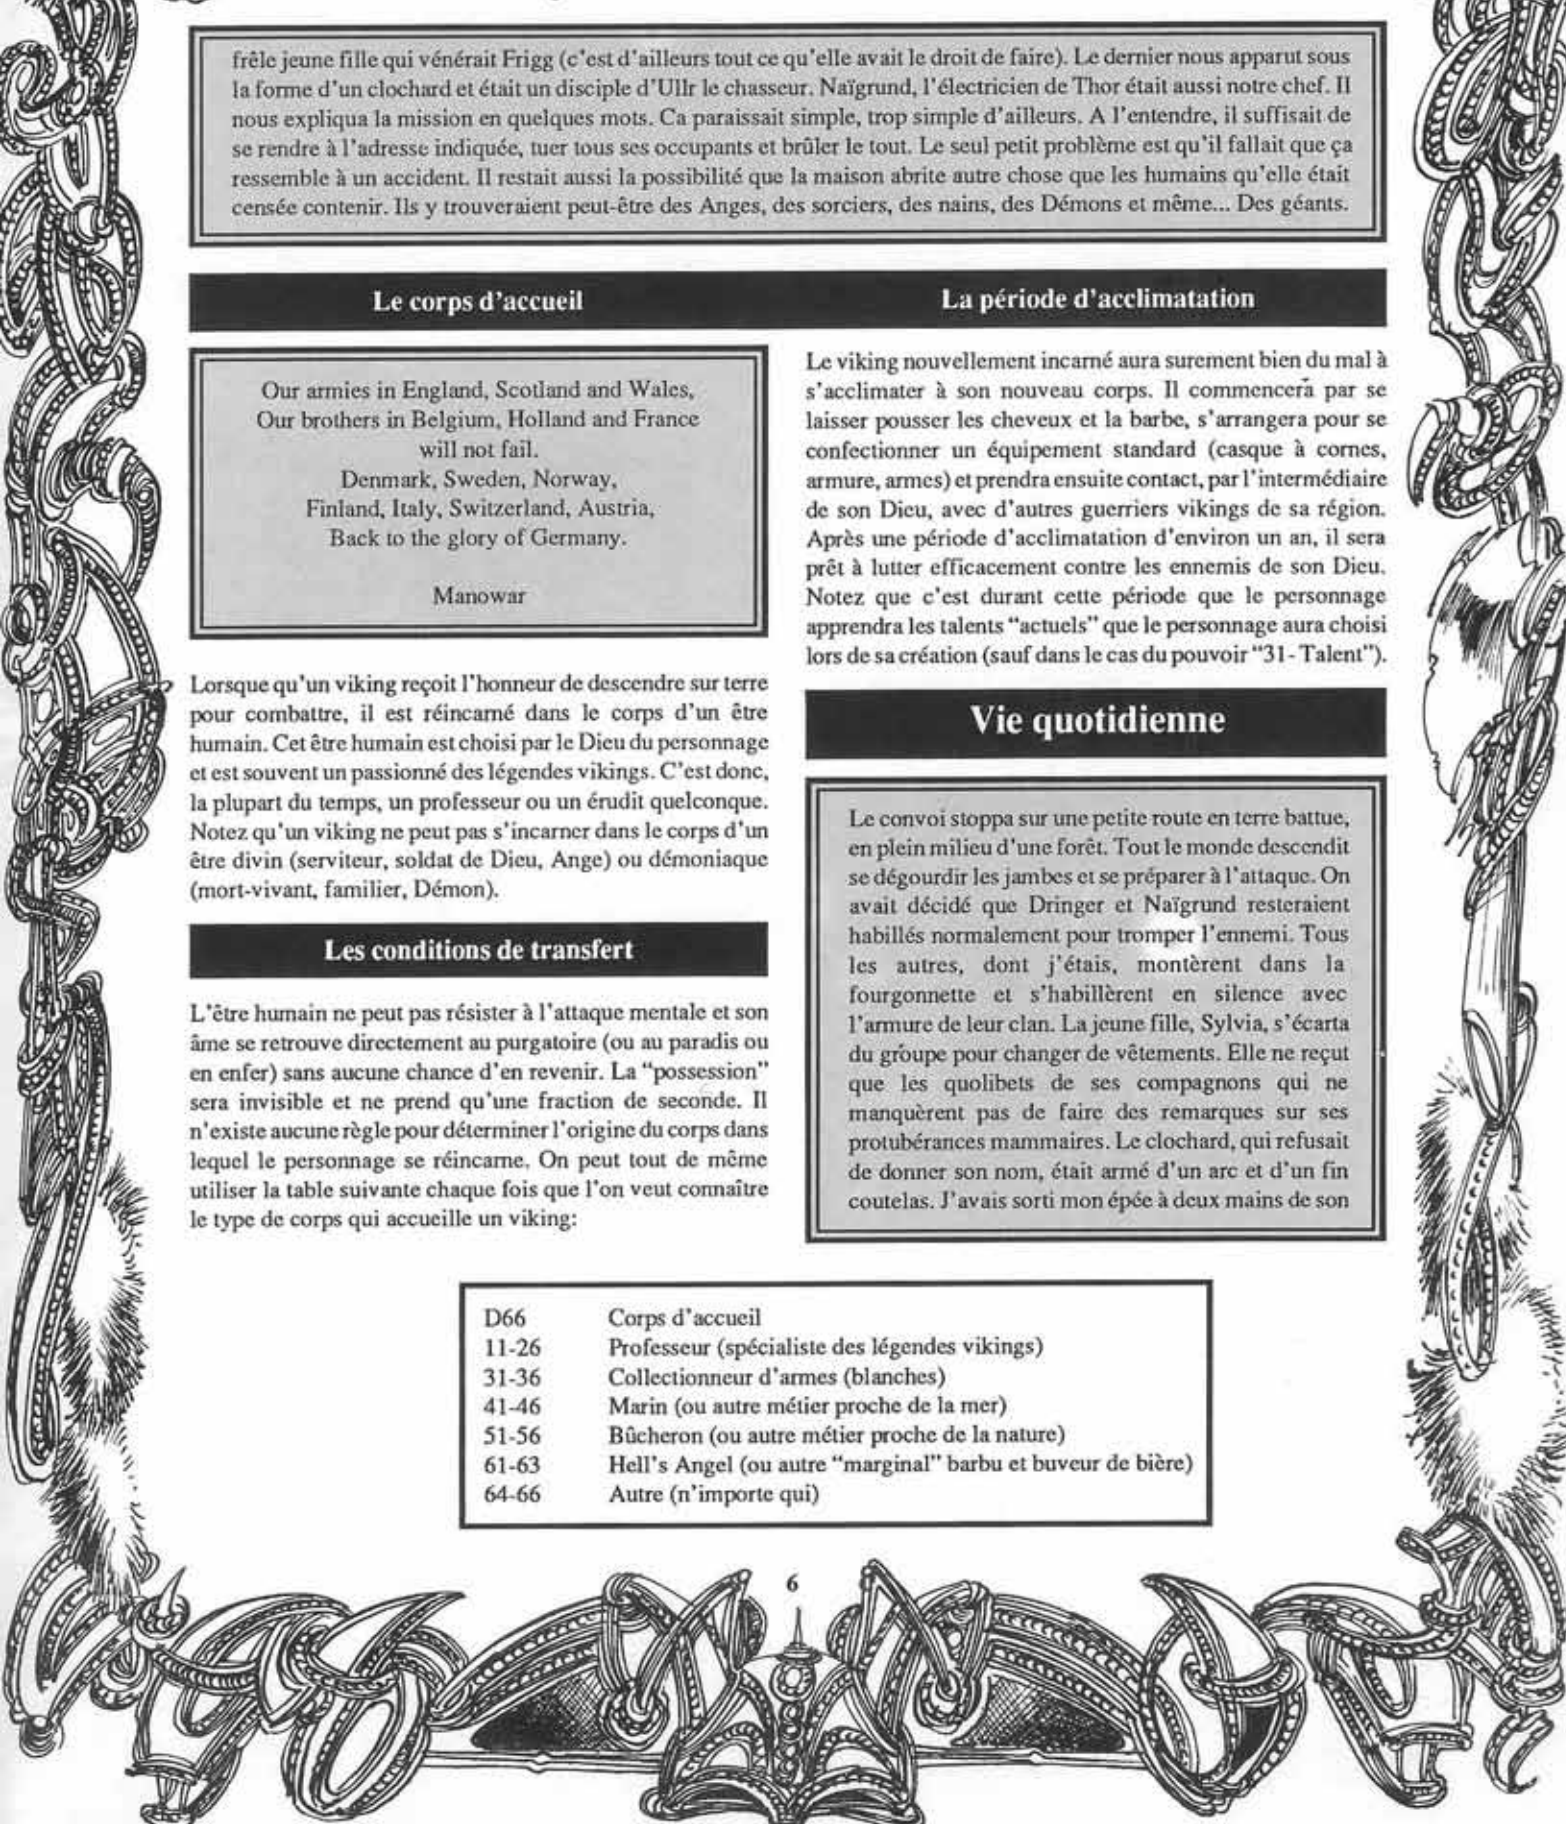 frêle jeune fille qui vénérait Frigg (c'est d'ailleurs tout ce qu'elle avait le droit de faire). Le dernier nous apparut sous
la forme d'un clochard et était un disciple d'Ullr le chasseur. Naïgrund, l'électricien de Thor était aussi notre chef. Il
nous expliqua la mission en quelques mots. Ca paraissait simple, trop simple d'ailleurs. A l'entendre, il suffisait de
se rendre à l'adresse indiquée, tuer tous ses occupants et brûler le tout. Le seul petit problème est qu'il fallait que ça
ressemble à un accident. Il restait aussi la possibilité que la maison abrite autre chose que les humains qu'elle était
censée contenir. Ils y trouveraient peut-être des Anges, des sorciers, des nains, des Démons et même... Des géants.
Le corps d'accueil
Our armies in England, Scotland and Wales,
Our brothers in Belgium, Holland and France
will not fail.
Denmark, Sweden, Norway,
Finland, Italy, Switzerland, Austria,
Back to the glory of Germany.
Manowar
Lorsque qu'un viking reçoit l'honneur de descendre sur terre
pour combattre, il est réincarné dans le corps d'un être
humain. Cet être humain est choisi par le Dieu du personnage
et est souvent un passionné des légendes vikings. C'est donc,
la plupart du temps, un professeur ou un érudit quelconque.
Notez qu'un viking ne peut pas s'incarner dans le corps d'un
être divin (serviteur, soldat de Dieu, Ange) ou démoniaque
(mort-vivant, familier, Démon).
Les conditions de transfert
L'être humain ne peut pas résister à l'attaque mentale et son
âme se retrouve directement au purgatoire (ou au paradis ou
en enfer) sans aucune chance d'en revenir. La “possession”
sera invisible et ne prend qu'une fraction de seconde. Il
n'existe aucune règle pour déterminer l'origine du corps dans
lequel le personnage se réincarne. On peut tout de même
utiliser la table suivante chaque fois que l'on veut connaître
le type de corps qui accueille un viking:
La période d'acclimatation
Le viking nouvellement incarné aura surement bien du mal à
s'acclimater à son nouveau corps. Il commencera par se
laisser pousser les cheveux et la barbe, s'arrangera pour se
confectionner un équipement standard (casque à cornes,
armure, armes) et prendra ensuite contact, par l'intermédiaire
de son Dieu, avec d'autres guerriers vikings de sa région.
Après une période d'acclimatation d'environ un an, il sera
prêt à lutter efficacement contre les ennemis de son Dieu.
Notez que c'est durant cette période que le personnage
apprendra les talents “actuels” que le personnage aura choisi
lors de sa création (sauf dans le cas du pouvoir “31- Talent”).
Vie quotidienne
Le convoi stoppa sur une petite route en terre battue,
en plein milieu d'une forêt. Tout le monde descendit
se dégourdir les jambes et se préparer à l'attaque. On
avait décidé que Dringer et Naïgrund resteraient
habillés normalement pour tromper l'ennemi. Tous
les autres, dont j'étais, montèrent dans la
fourgonnette et s'habillèrent en silence avec
l'armure de leur clan. La jeune fille, Sylvia, s'écarta
du groupe pour changer de vêtements. Elle ne reçut
que les quolibets de ses compagnons qui ne
manquèrent pas de faire des remarques sur ses
protubérances mammaires. Le clochard, qui refusait
de donner son nom, était armé d'un arc et d'un fin
coutelas. J'avais sorti mon épée à deux mains de son
D66 Corps d'accueil
11-26 Professeur (spécialiste des légendes vikings)
31-36 Collectionneur d'armes (blanches)
41-46 Marin (ou autre métier proche de la mer)
51-56 Bûcheron (ou autre métier proche de la nature)
61-63 Hell's Angel (ou autre “marginal” barbu et buveur de bière)
64-66 Autre (n'importe qui)
6